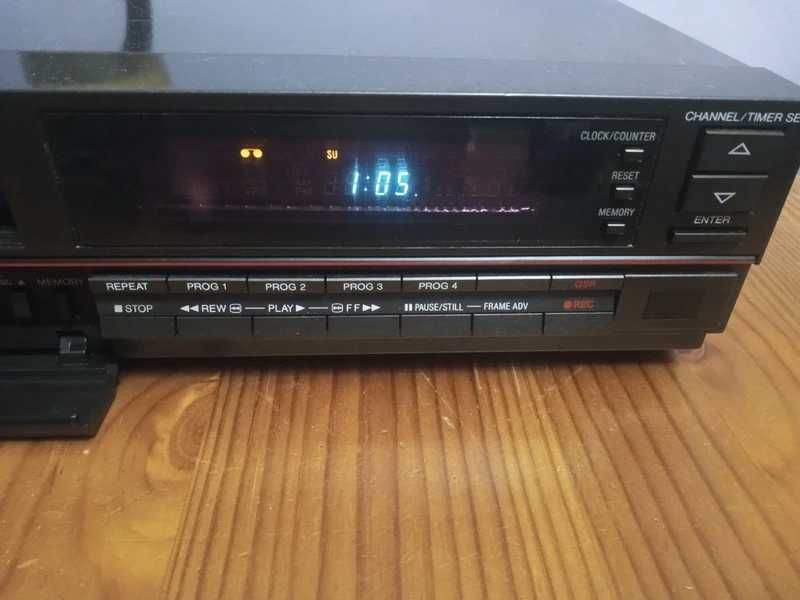 CHANNEL/TIMER SE
CLOCK/COUNTER
SU
1:05
RESET
MEMORY
ENTER
MEMORY
REPEAT PROG 1 PROG 2 PROG 3 PROG 4 OSP
■ STOP ◀◀ REW PLAY ▶ FF ▶▶ ▮▮ PAUSE/STILL FRAME ADV ● REC